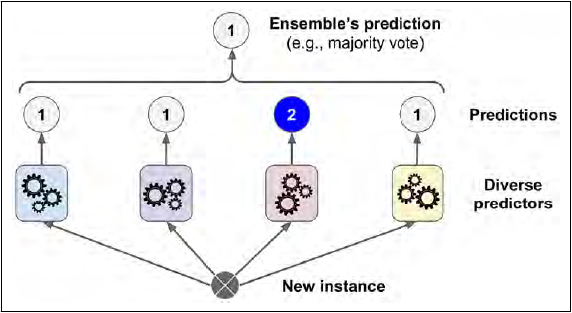 1
Ensemble's prediction
(e.g., majority vote)
1
1
2
1
Predictions
Diverse
predictors
New instance